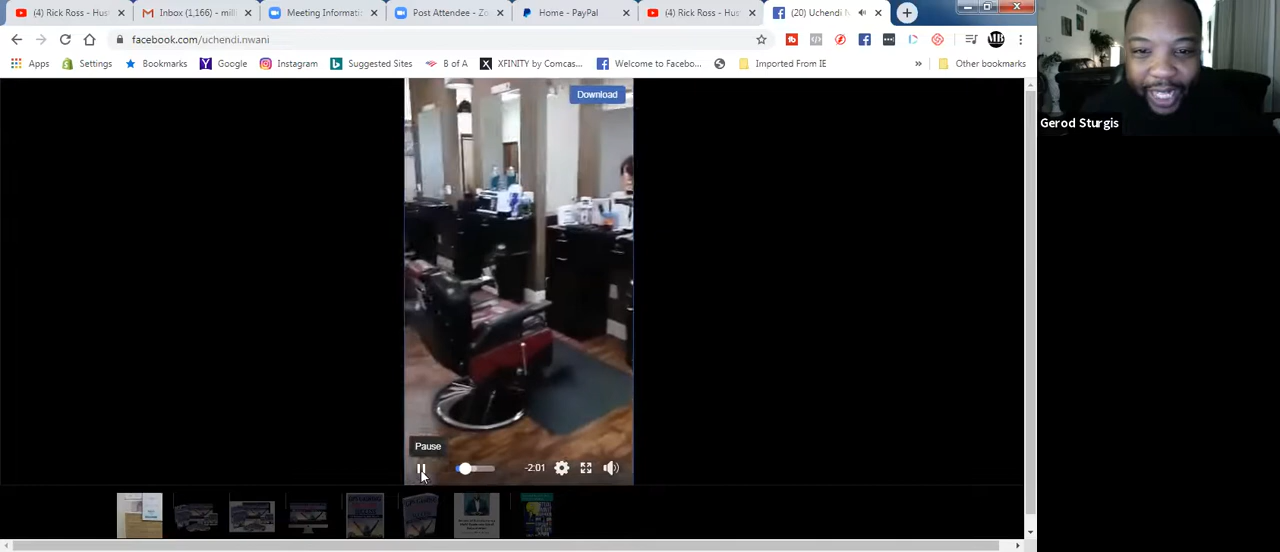 (4) Rick Ross - Hus
Inbox (1,166) - mill
Meeting Informati
Post Attendee - Zo
Home - PayPal
(4) Rick Ross - Hus
(20) Uchendi N
facebook.com/uchendi.nwani
Apps
Settings
Bookmarks
Google
Instagram
Suggested Sites
B of A
XFINITY by Comcas...
Welcome to Facebo...
Imported From IE
»
Other bookmarks
Download
Gerod Sturgis
Pause
-2:01